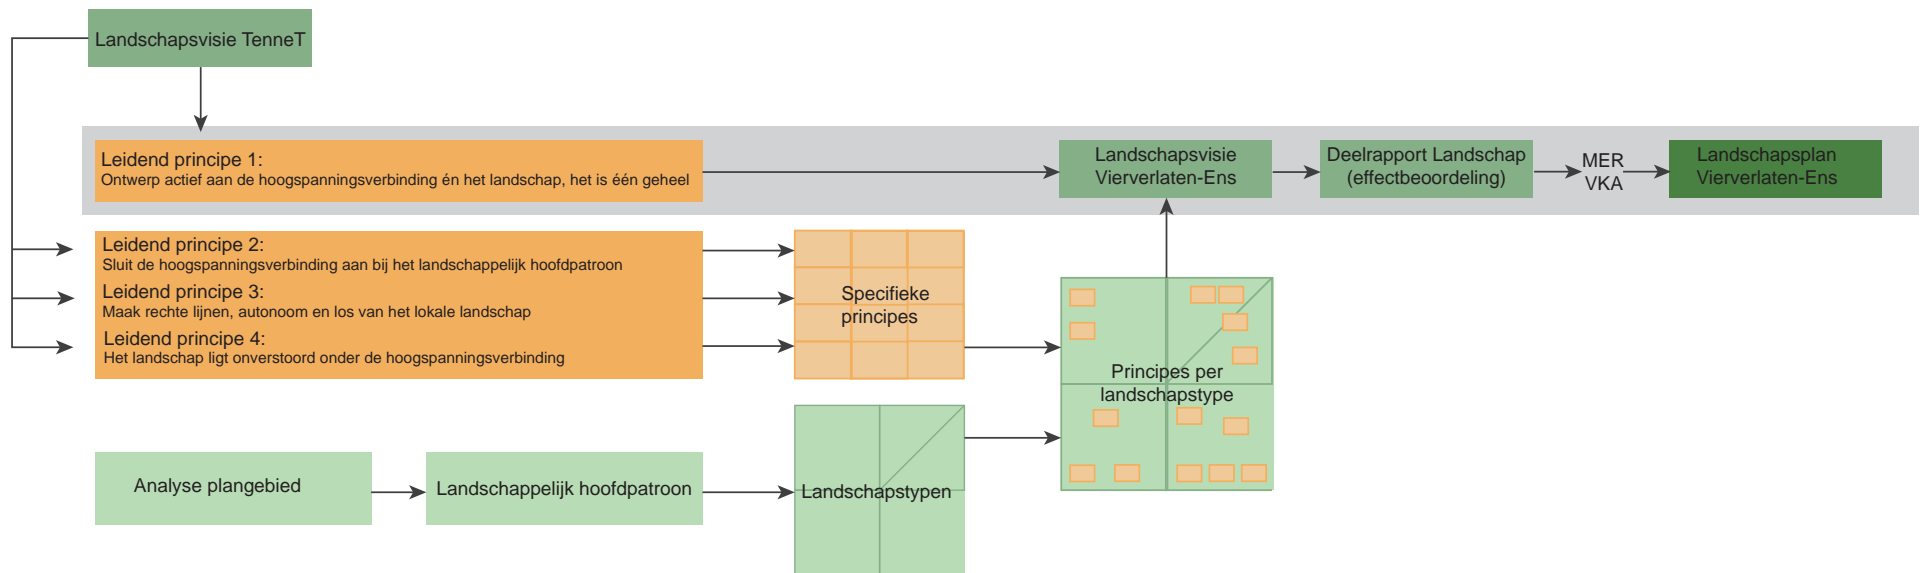 Landschapsvisie TenneT
Leidend principe 1:
Ontwerp actief aan de hoogspanningsverbinding én het landschap, het is één geheel
Landschapsvisie
Vierverlaten-Ens
Deelrapport Landschap
(effectbeoordeling)
MER
VKA
Landschapsplan
Vierverlaten-Ens
Leidend principe 2:
Sluit de hoogspanningsverbinding aan bij het landschappelijk hoofdpatroon
Leidend principe 3:
Maak rechte lijnen, autonoom en los van het lokale landschap
Leidend principe 4:
Het landschap ligt onverstoord onder de hoogspanningsverbinding
Specifieke
principes
Principes per
landschapstype
Analyse plangebied
Landschappelijk hoofdpatroon
Landschapstypen